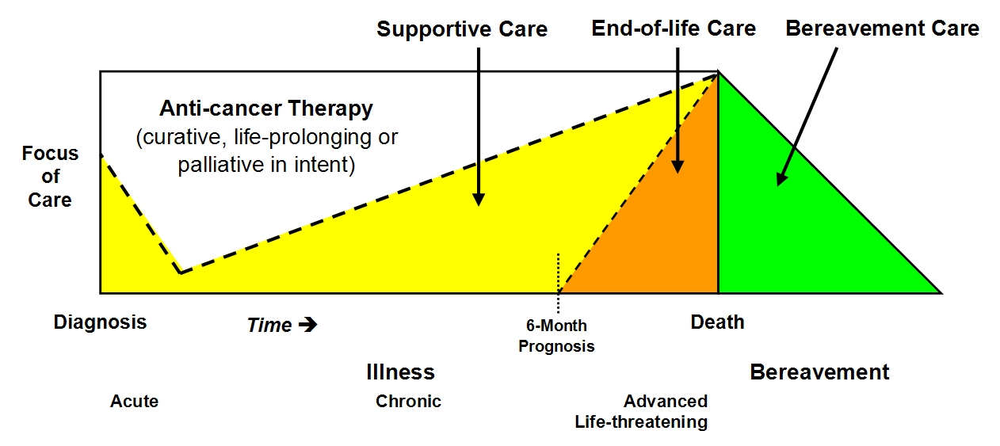 Supportive Care
End-of-life Care
Bereavement Care
Anti-cancer Therapy
(curative, life-prolonging or
palliative in intent)
Focus
of
Care
Diagnosis
Time ➔
6-Month
Prognosis
Death
Illness
Bereavement
Acute
Chronic
Advanced
Life-threatening